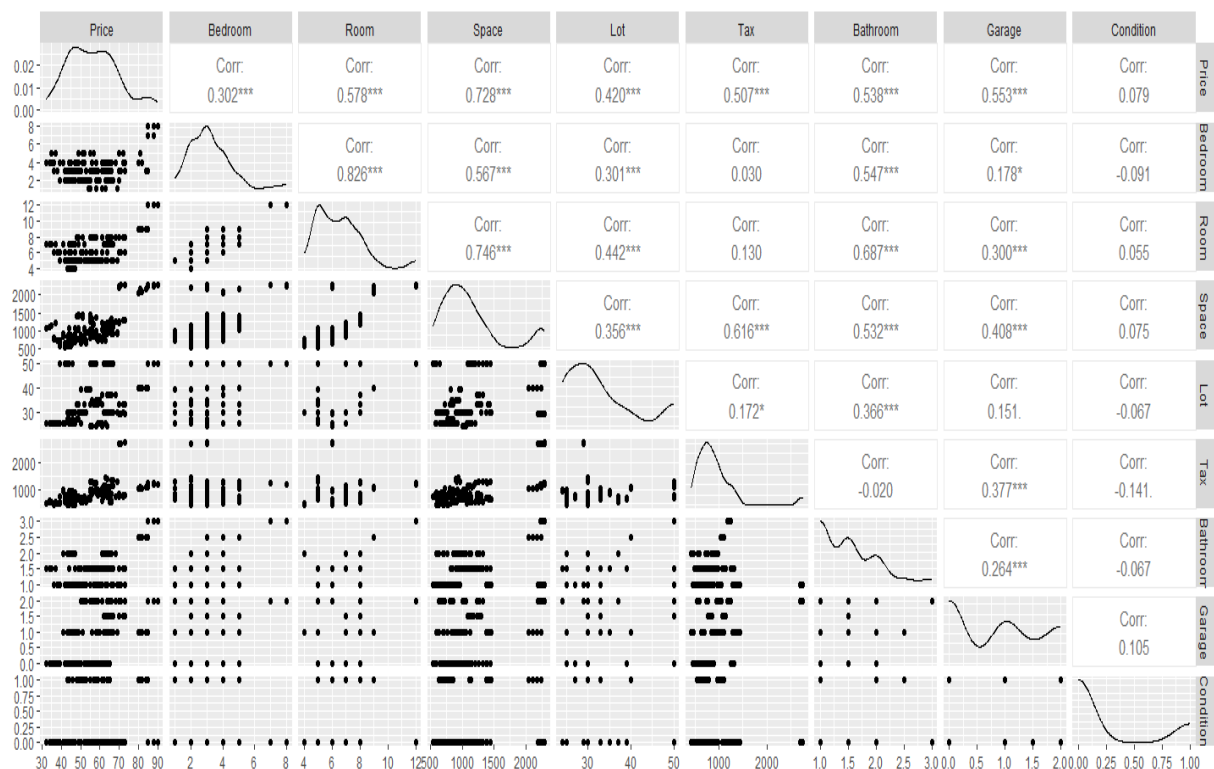 Price Bedroom Room Space Lot Tax Bathroom Garage Condition
0.02 0.01 0.00 Corr: Corr: Corr: Corr: Corr: Corr: Corr: Corr: Price
0.302*** 0.578*** 0.728*** 0.420*** 0.507*** 0.538*** 0.553*** 0.079
8 6 4 2 Corr: Corr: Corr: Corr: Corr: Corr: Corr: Bedroom
0.826*** 0.567*** 0.301*** 0.030 0.547*** 0.178* -0.091
12 10 8 6 4 Corr: Corr: Corr: Corr: Corr: Corr: Room
0.746*** 0.442*** 0.130 0.687*** 0.300*** 0.055
2000 1500 1000 500 Corr: Corr: Corr: Corr: Corr: Space
0.356*** 0.616*** 0.532*** 0.408*** 0.075
50 40 30 Corr: Corr: Corr: Corr: Lot
0.172* 0.366*** 0.151. -0.067
2000 1000 Corr: Corr: Corr: Tax
-0.020 0.377*** -0.141.
3.0 2.5 2.0 1.5 1.0 Corr: Corr: Bathroom
0.264*** -0.067
2.0 1.5 1.0 0.5 0.0 Corr: Garage
0.105
1.00 0.75 0.50 0.25 0.00 Condition
30 40 50 60 70 80 90 2 4 6 8 4 6 8 10 12 500 1000 1500 2000 30 40 50 1000 2000 1.0 1.5 2.0 2.5 3.0 0.0 0.5 1.0 1.5 2.0 0.00 0.25 0.50 0.75 1.00